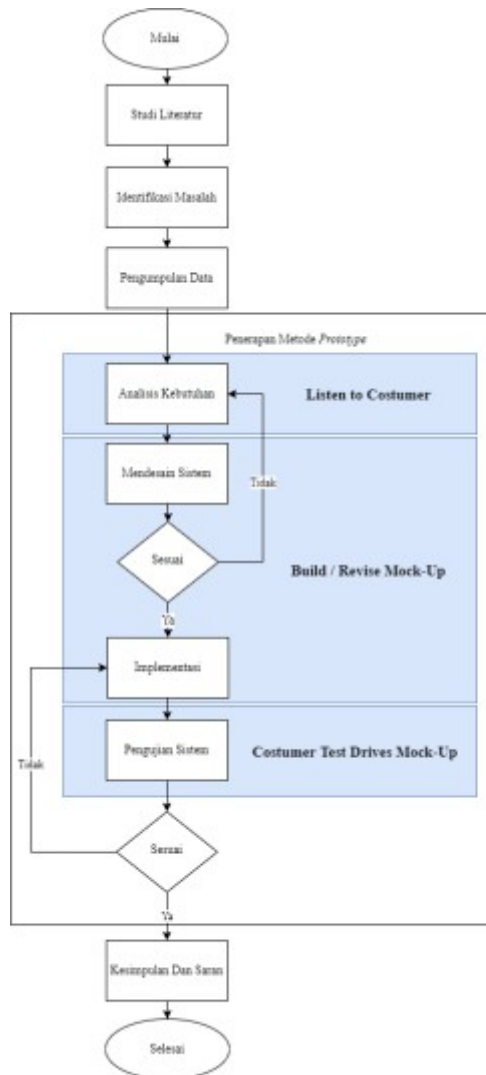 Mulai
Studi Literatur
Identifikasi Masalah
Pengumpulan Data
Penerapan Metode Prototype
Analisis Kebutuhan
Listen to Costumer
Mendesain Sistem
Tidak
Sesuai
Build / Revise Mock-Up
Ya
Implementasi
Pengujian Sistem
Costumer Test Drives Mock-Up
Tidak
Sesuai
Ya
Kesimpulan Dan Saran
Selesai